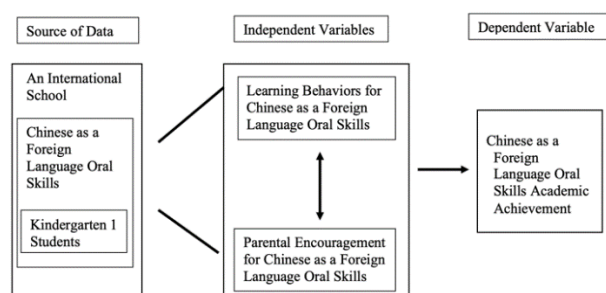 Source of Data
Independent Variables
Dependent Variable
An International
School
Chinese as a
Foreign
Language Oral
Skills
Kindergarten 1
Students
Learning Behaviors for
Chinese as a Foreign
Language Oral Skills
Parental Encouragement
for Chinese as a Foreign
Language Oral Skills
Chinese as a
Foreign
Language Oral
Skills Academic
Achievement